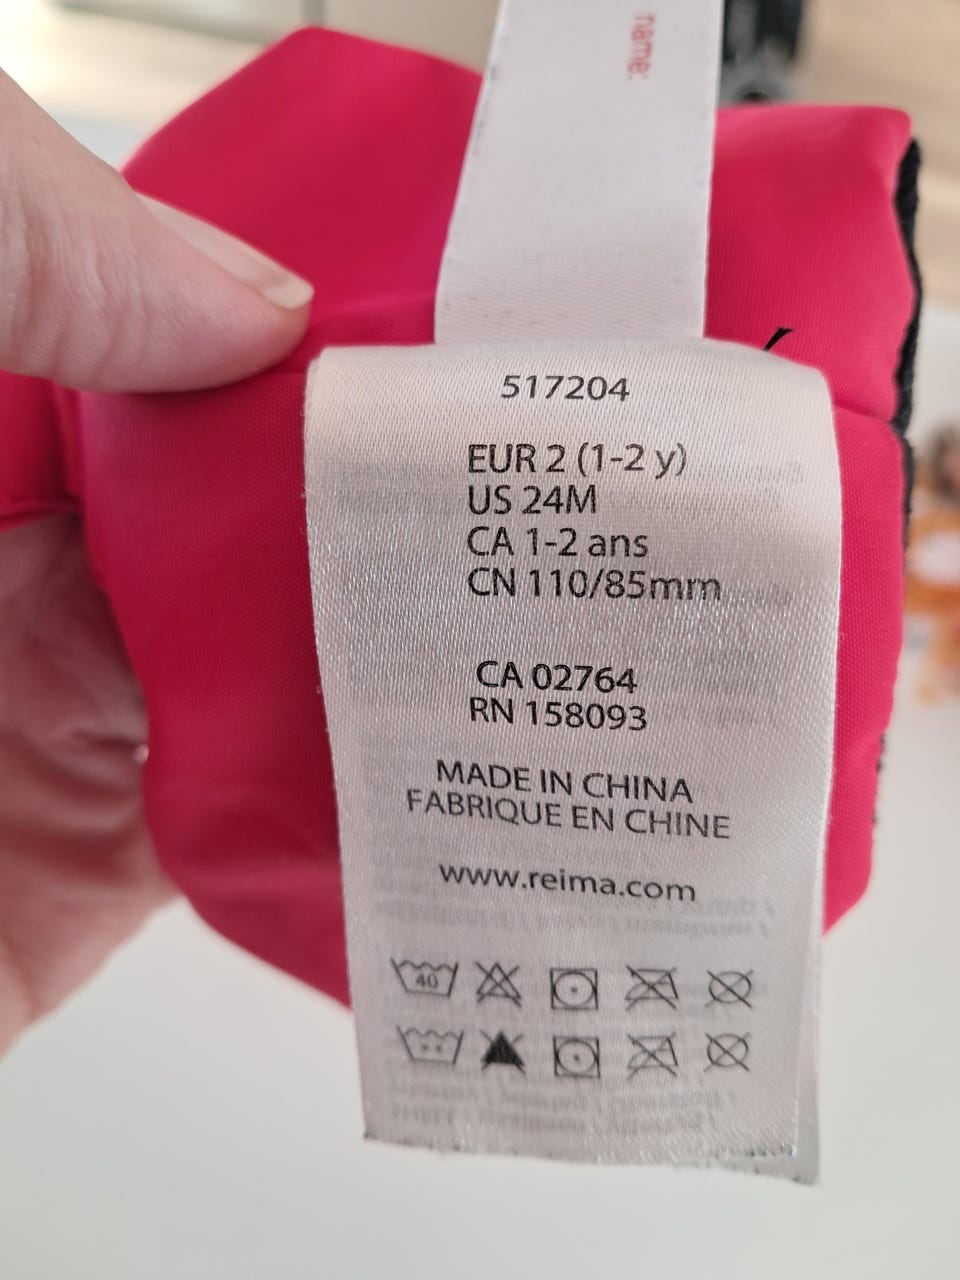 name:
517204
EUR 2 (1-2 y)
US 24M
CA 1-2 ans
CN 110/85mm
CA 02764
RN 158093
MADE IN CHINA
FABRIQUE EN CHINE
www.reima.com
40